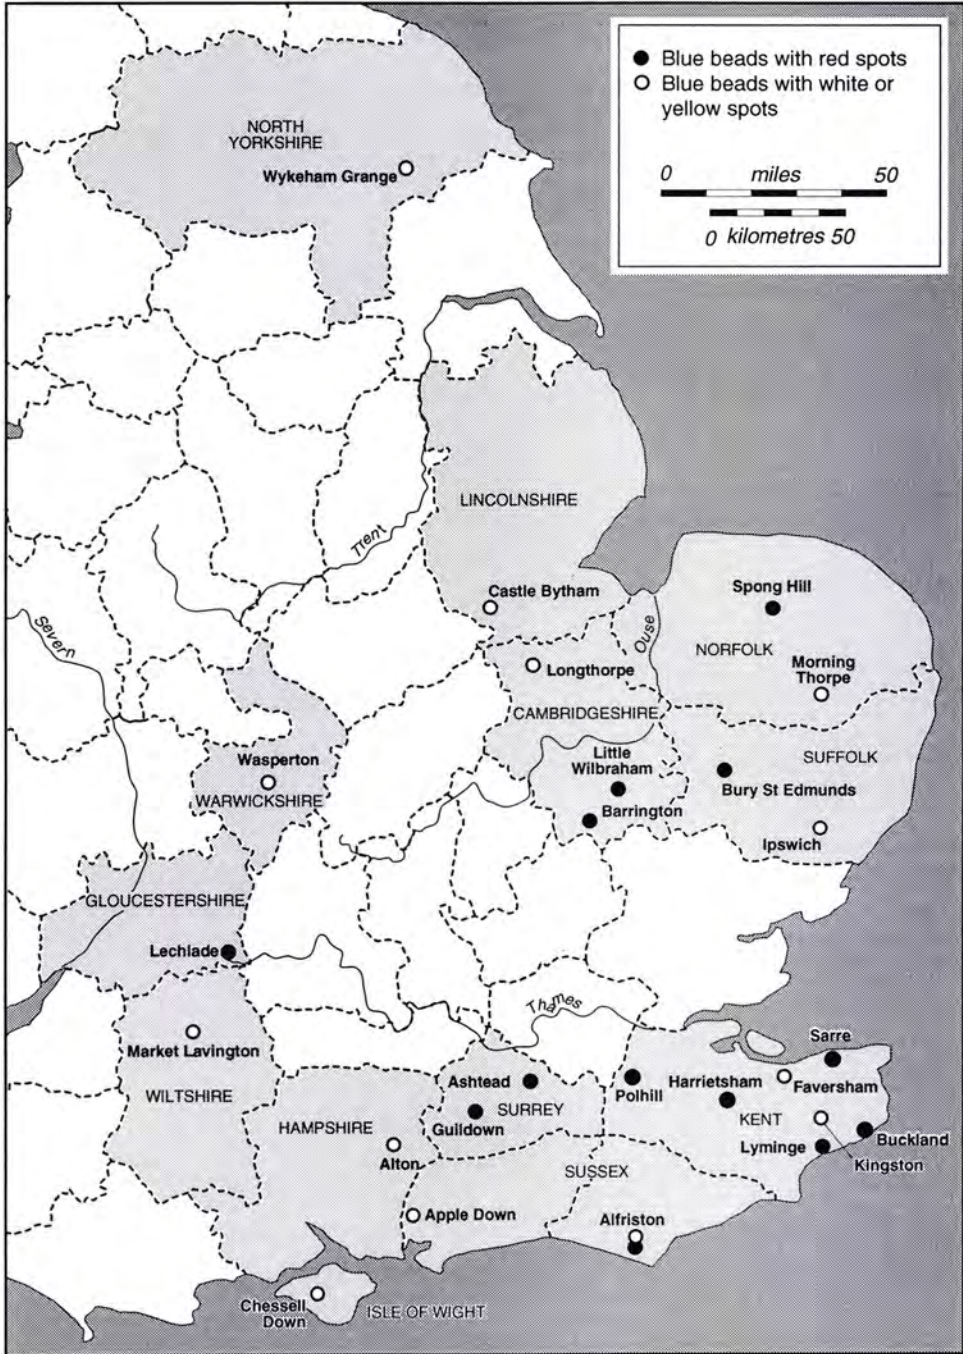 Blue beads with red spots
Blue beads with white or
yellow spots
0 miles 50
0 kilometres 50
NORTH
YORKSHIRE
Wykeham Grange
LINCOLNSHIRE
Trent
Castle Bytham
Spong Hill
Ouse
Severn
NORFOLK
Longthorpe
Morning
Thorpe
CAMBRIDGESHIRE
Little
Wilbraham
SUFFOLK
Wasperton
WARWICKSHIRE
Bury St Edmunds
Barrington
Ipswich
GLOUCESTERSHIRE
Lechlade
Thames
Market Lavington
Sarre
Ashtead
Polhill
Harrietsham
Faversham
WILTSHIRE
SURREY
Guildown
KENT
HAMPSHIRE
Buckland
Lyminge
Alton
Kingston
SUSSEX
Apple Down
Alfriston
Chessell
Down
ISLE OF WIGHT